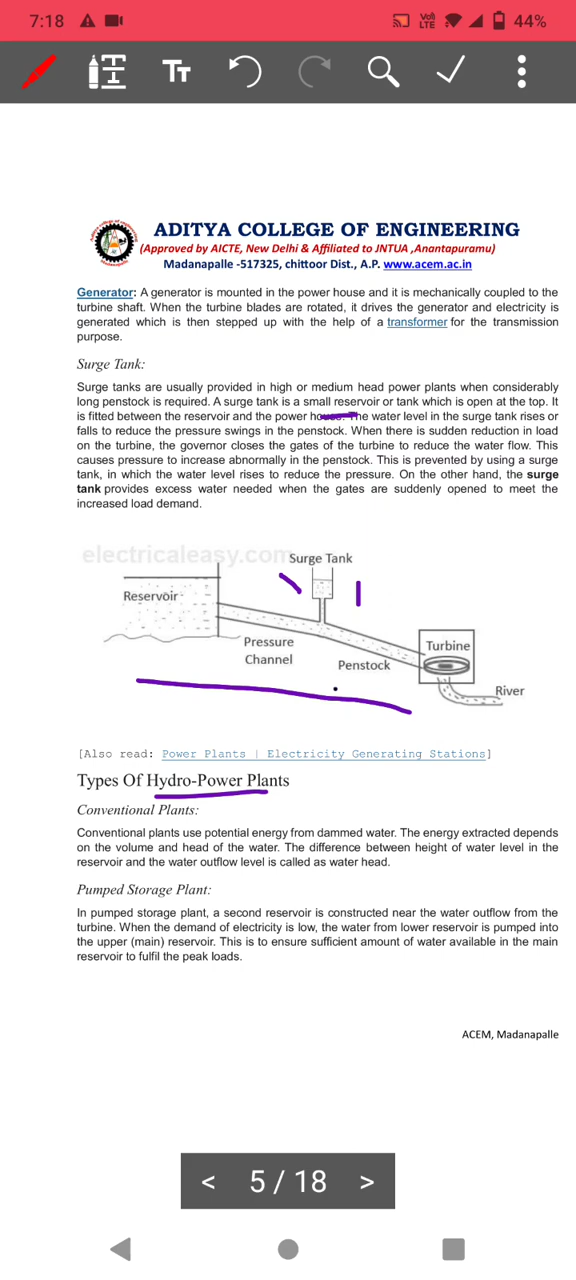 7:18
Vo))
LTE
44%
TT
ADITYA COLLEGE OF ENGINEERING
(Approved by AICTE, New Delhi & Affiliated to JNTUA ,Anantapuramu)
Madanapalle -517325, chittoor Dist., A.P. www.acem.ac.in
Generator: A generator is mounted in the power house and it is mechanically coupled to the
turbine shaft. When the turbine blades are rotated, it drives the generator and electricity is
generated which is then stepped up with the help of a transformer for the transmission
purpose.
Surge Tank:
Surge tanks are usually provided in high or medium head power plants when considerably
long penstock is required. A surge tank is a small reservoir or tank which is open at the top. It
is fitted between the reservoir and the power house. The water level in the surge tank rises or
falls to reduce the pressure swings in the penstock. When there is sudden reduction in load
on the turbine, the governor closes the gates of the turbine to reduce the water flow. This
causes pressure to increase abnormally in the penstock. This is prevented by using a surge
tank, in which the water level rises to reduce the pressure. On the other hand, the surge
tank provides excess water needed when the gates are suddenly opened to meet the
increased load demand.
electricaleasy.com
Surge Tank
Reservoir
Pressure
Channel
Penstock
Turbine
River
[Also read: Power Plants | Electricity Generating Stations]
Types Of Hydro-Power Plants
Conventional Plants:
Conventional plants use potential energy from dammed water. The energy extracted depends
on the volume and head of the water. The difference between height of water level in the
reservoir and the water outflow level is called as water head.
Pumped Storage Plant:
In pumped storage plant, a second reservoir is constructed near the water outflow from the
turbine. When the demand of electricity is low, the water from lower reservoir is pumped into
the upper (main) reservoir. This is to ensure sufficient amount of water available in the main
reservoir to fulfil the peak loads.
ACEM, Madanapalle
< 5 / 18 >